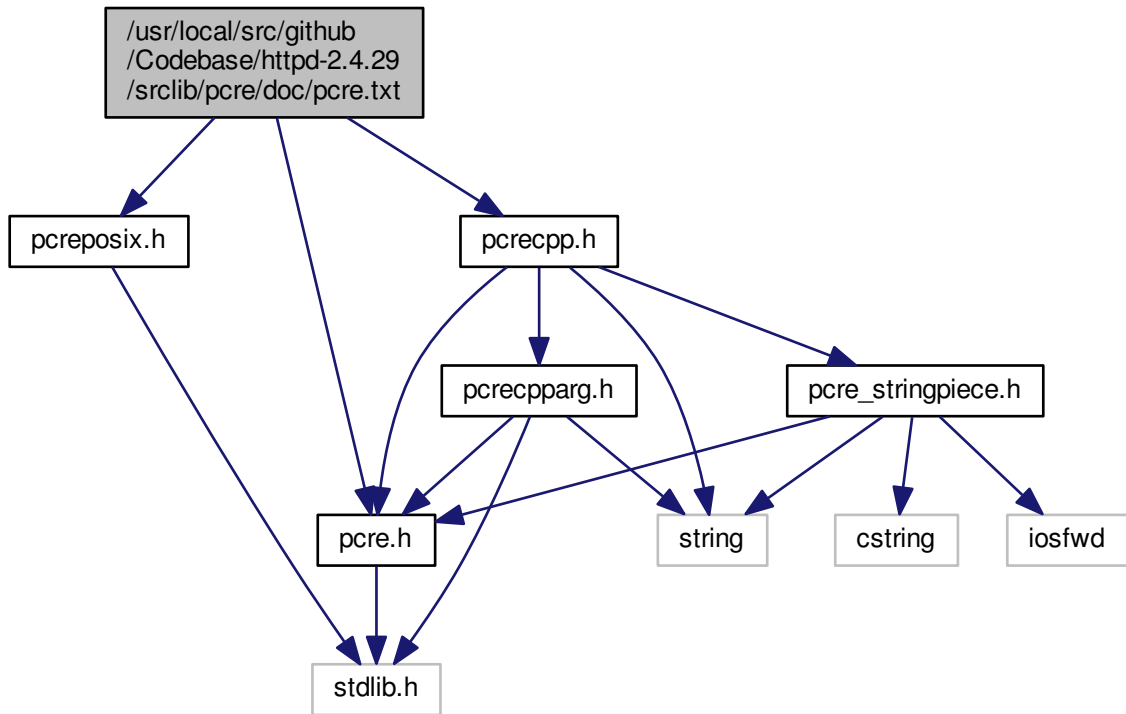 /usr/local/src/github
/Codebase/httpd-2.4.29
/srclib/pcre/doc/pcre.txt
pcreposix.h
pcrecpp.h
pcrecpparg.h
pcre_stringpiece.h
pcre.h
string
cstring
iosfwd
stdlib.h